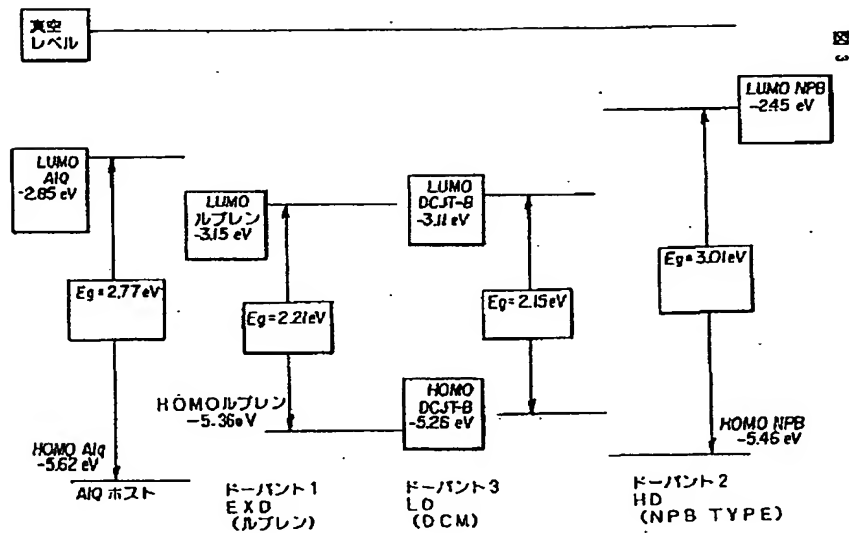 真空
レベル
図
3
LUMO NPB
-2.45 eV
LUMO
AlQ
-2.85 eV
LUMO
ルブレン
-3.15 eV
LUMO
DCJT-B
-3.11 eV
Eg=2.77eV
Eg=2.21eV
Eg=2.15eV
Eg=3.01eV
HOMOルブレン
-5.36eV
HOMO
DCJT-B
-5.26 eV
HOMO NPB
-5.46 eV
HOMO Alq
-5.62 eV
AlQ ホスト
ドーパント1
EXD
(ルブレン)
ドーパント3
LD
(DCM)
ドーパント2
HD
(NPB TYPE)